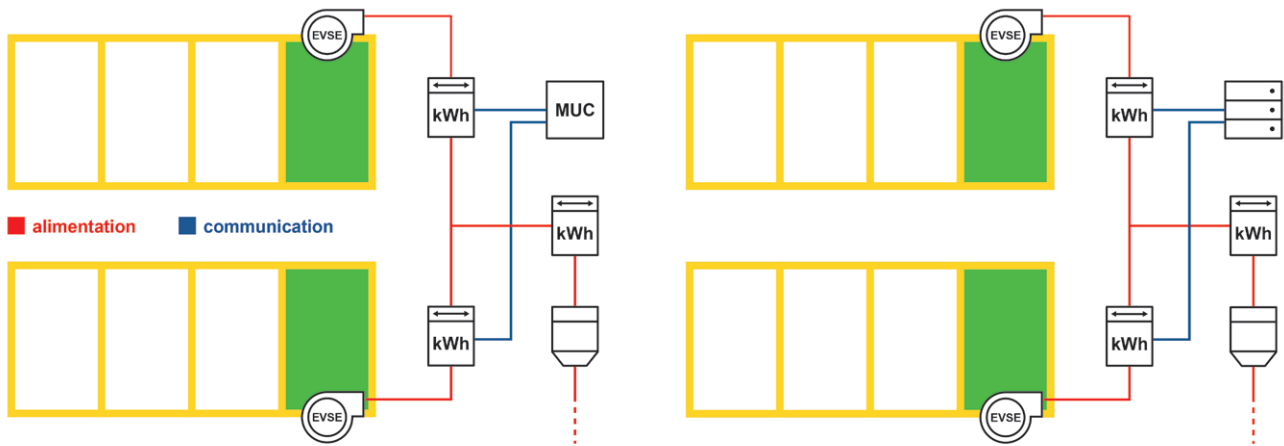 EVSE
kWh
MUC
alimentation
communication
kWh
kWh
EVSE
EVSE
kWh
kWh
kWh
EVSE